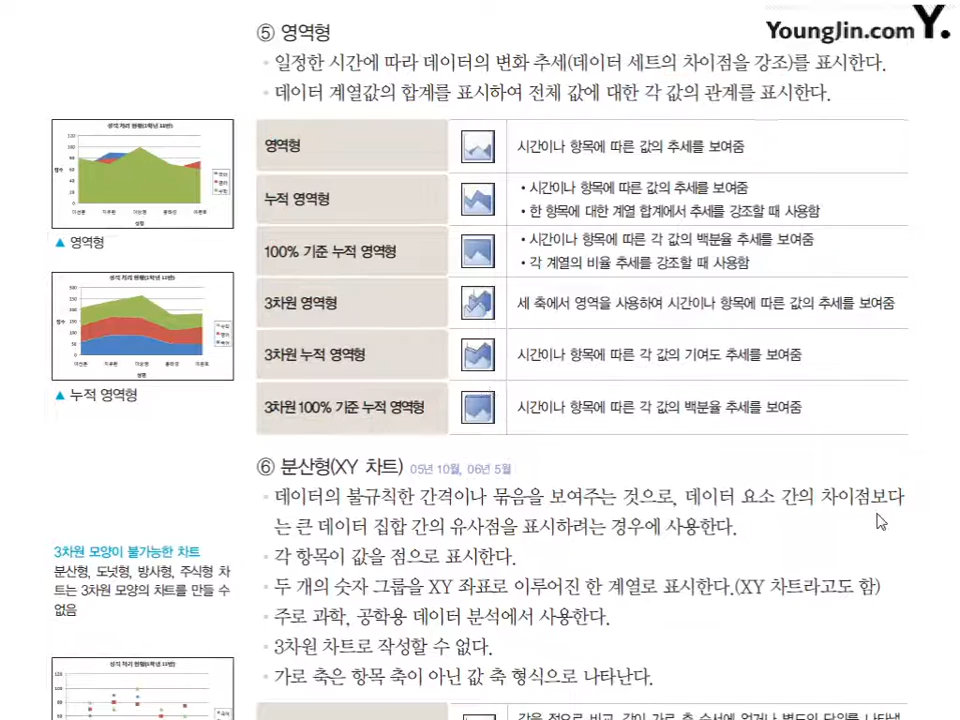 YoungJin.com Y.
⑤ 영역형
일정한 시간에 따라 데이터의 변화 추세(데이터 세트의 차이점을 강조)를 표시한다.
데이터 계열값의 합계를 표시하여 전체 값에 대한 각 값의 관계를 표시한다.
▲ 영역형
▲ 누적 영역형
영역형
시간이나 항목에 따른 값의 추세를 보여줌
누적 영역형
• 시간이나 항목에 따른 값의 추세를 보여줌
• 한 항목에 대한 계열 합계에서 추세를 강조할 때 사용함
100% 기준 누적 영역형
• 시간이나 항목에 따른 각 값의 백분율 추세를 보여줌
• 각 계열의 비율 추세를 강조할 때 사용함
3차원 영역형
세 축에서 영역을 사용하여 시간이나 항목에 따른 값의 추세를 보여줌
3차원 누적 영역형
시간이나 항목에 따른 각 값의 기여도 추세를 보여줌
3차원 100% 기준 누적 영역형
시간이나 항목에 따른 각 값의 백분율 추세를 보여줌
⑥ 분산형(XY 차트) 05년 10월, 06년 5월
데이터의 불규칙한 간격이나 묶음을 보여주는 것으로, 데이터 요소 간의 차이점보다
는 큰 데이터 집합 간의 유사점을 표시하려는 경우에 사용한다.
각 항목이 값을 점으로 표시한다.
두 개의 숫자 그룹을 XY 좌표로 이루어진 한 계열로 표시한다.(XY 차트라고도 함)
주로 과학, 공학용 데이터 분석에서 사용한다.
3차원 차트로 작성할 수 없다.
가로 축은 항목 축이 아닌 값 축 형식으로 나타난다.
3차원 모양이 불가능한 차트
분산형, 도넛형, 방사형, 주식형 차
트는 3차원 모양의 차트를 만들 수
없음